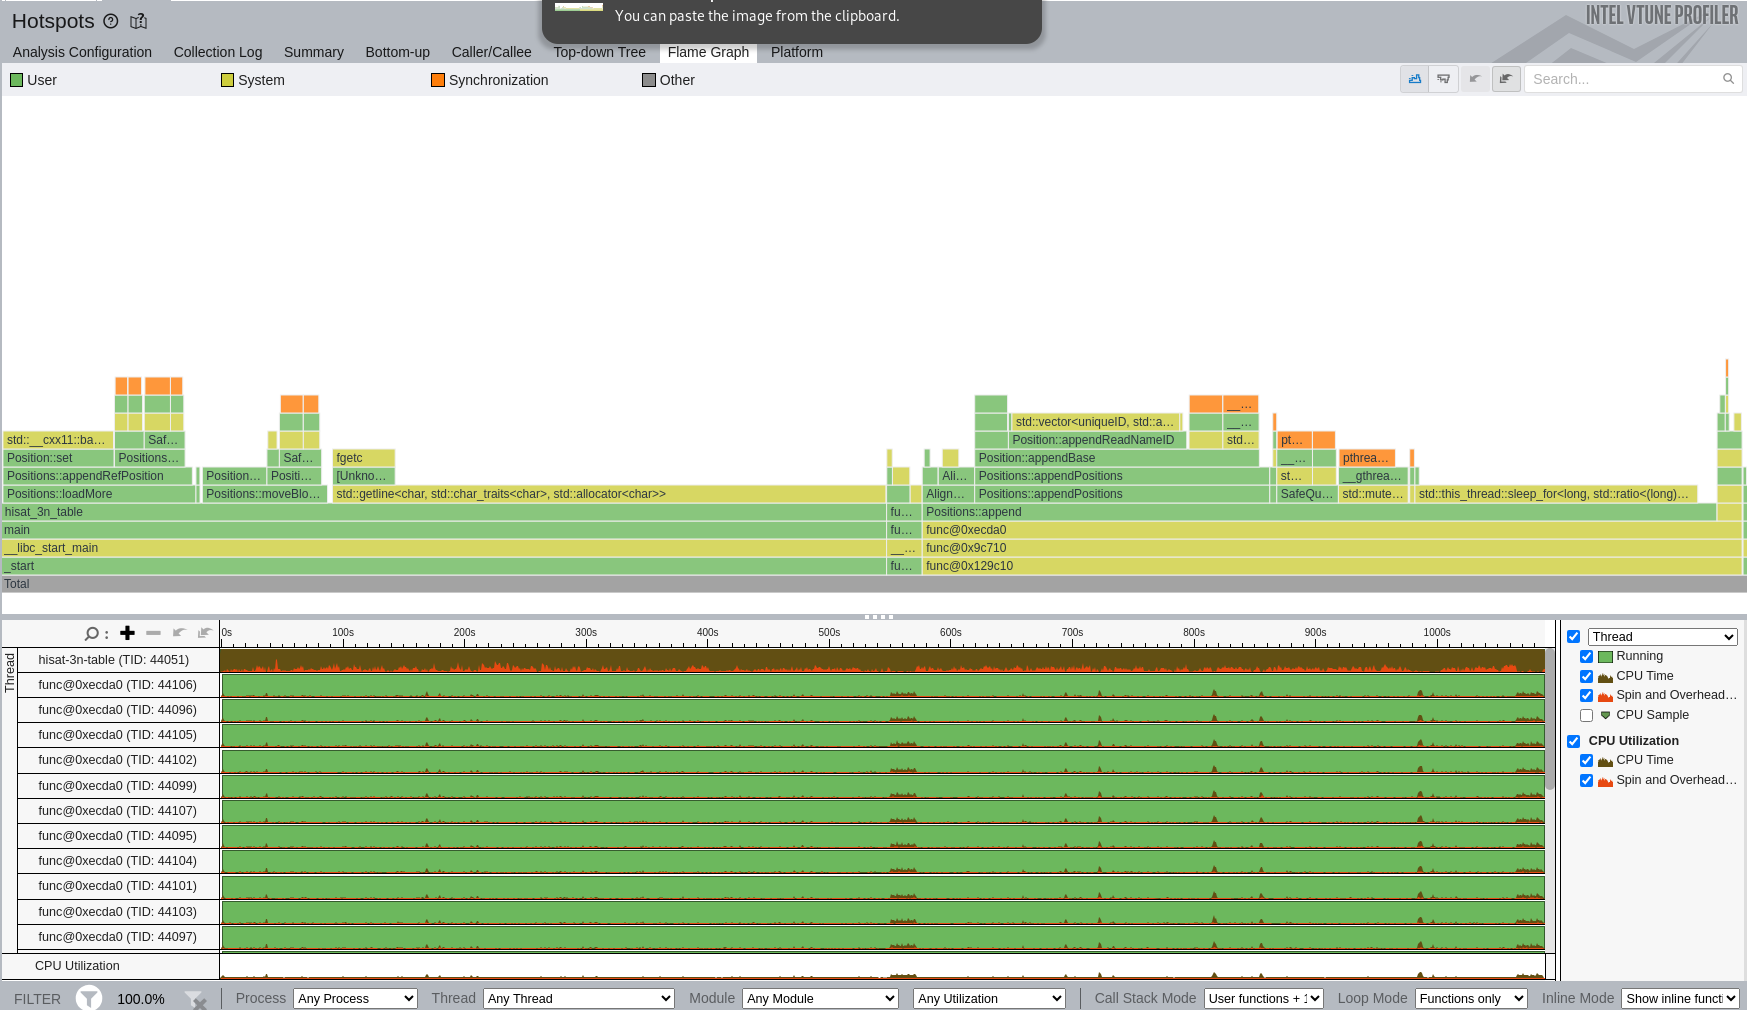 You can paste the image from the clipboard.
Hotspots
INTEL VTUNE PROFILER
Analysis Configuration Collection Log Summary Bottom-up Caller/Callee Top-down Tree Flame Graph Platform
User System Synchronization Other Search...
__...
std::vector<uniqueID, std::a... __...
std::__cxx11::ba... Saf... Position::appendReadNameID std... pt...
Position::set Positions... Saf... fgetc Position::appendBase __... pthrea...
Positions::appendRefPosition Position... Positi... [Unkno... Ali... Positions::appendPositions st... __gthrea...
Positions::loadMore Positions::moveBlo... std::getline<char, std::char_traits<char>, std::allocator<char>> Align... Positions::appendPositions SafeQu... std::mute... std::this_thread::sleep_for<long, std::ratio<(long)...
hisat_3n_table fu... Positions::append
main fu... func@0xecda0
__libc_start_main __... func@0x9c710
_start fu... func@0x129c10
Total
0s 100s 200s 300s 400s 500s 600s 700s 800s 900s 1000s
Thread
hisat-3n-table (TID: 44051)
func@0xecda0 (TID: 44106)
func@0xecda0 (TID: 44096)
func@0xecda0 (TID: 44105)
func@0xecda0 (TID: 44102)
func@0xecda0 (TID: 44099)
func@0xecda0 (TID: 44107)
func@0xecda0 (TID: 44095)
func@0xecda0 (TID: 44104)
func@0xecda0 (TID: 44101)
func@0xecda0 (TID: 44103)
func@0xecda0 (TID: 44097)
CPU Utilization
Thread
Running
CPU Time
Spin and Overhead...
CPU Sample
CPU Utilization
CPU Time
Spin and Overhead...
FILTER 100.0% Process Any Process Thread Any Thread Module Any Module Any Utilization Call Stack Mode User functions + 1 Loop Mode Functions only Inline Mode Show inline functi